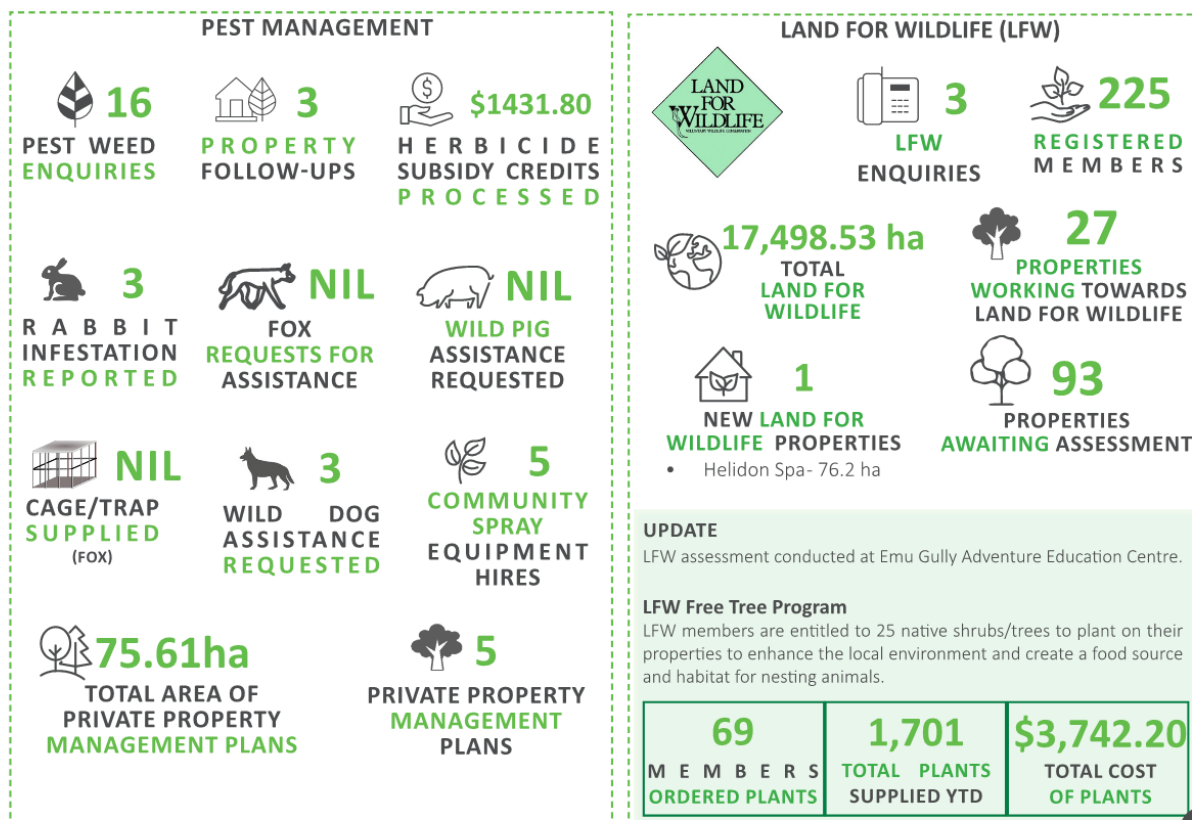 PEST MANAGEMENT
16
PEST WEED
ENQUIRIES
3
PROPERTY
FOLLOW-UPS
$1431.80
HERBICIDE
SUBSIDY CREDITS
PROCESSED
3
RABBIT
INFESTATION
REPORTED
NIL
FOX
REQUESTS FOR
ASSISTANCE
NIL
WILD PIG
ASSISTANCE
REQUESTED
NIL
CAGE/TRAP
SUPPLIED
(FOX)
3
WILD DOG
ASSISTANCE
REQUESTED
5
COMMUNITY
SPRAY
EQUIPMENT
HIRES
75.61ha
TOTAL AREA OF
PRIVATE PROPERTY
MANAGEMENT PLANS
5
PRIVATE PROPERTY
MANAGEMENT
PLANS
LAND FOR WILDLIFE (LFW)
LAND
FOR
WILDLIFE
VOLUNTARY WILDLIFE CONSERVATION
3
LFW
ENQUIRIES
225
REGISTERED
MEMBERS
17,498.53 ha
TOTAL
LAND FOR
WILDLIFE
27
PROPERTIES
WORKING TOWARDS
LAND FOR WILDLIFE
1
NEW LAND FOR
WILDLIFE PROPERTIES
• Helidon Spa- 76.2 ha
93
PROPERTIES
AWAITING ASSESSMENT
UPDATE
LFW assessment conducted at Emu Gully Adventure Education Centre.
LFW Free Tree Program
LFW members are entitled to 25 native shrubs/trees to plant on their
properties to enhance the local environment and create a food source
and habitat for nesting animals.
69
MEMBERS
ORDERED PLANTS
1,701
TOTAL PLANTS
SUPPLIED YTD
$3,742.20
TOTAL COST
OF PLANTS